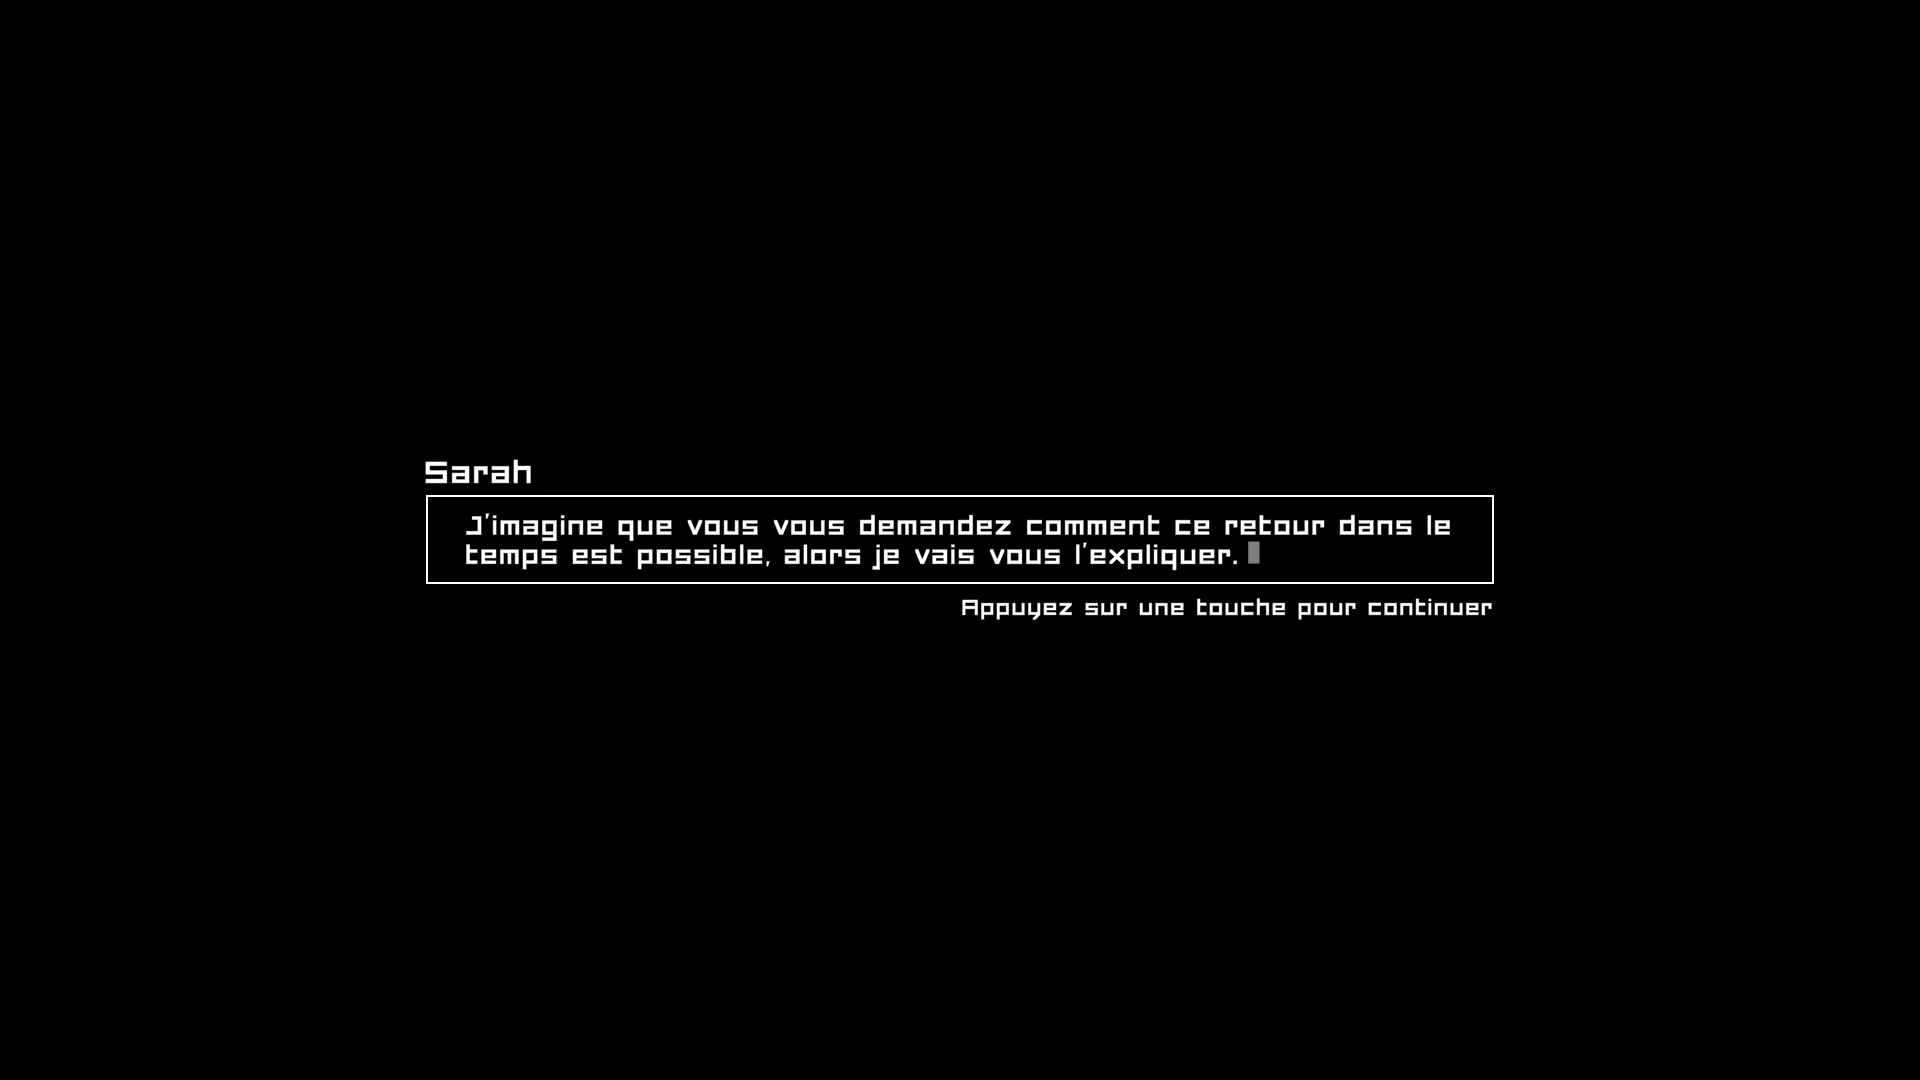 Sarah
J'imagine que vous vous demandez comment ce retour dans le
temps est possible, alors je vais vous l'expliquer.
Appuyez sur une touche pour continuer